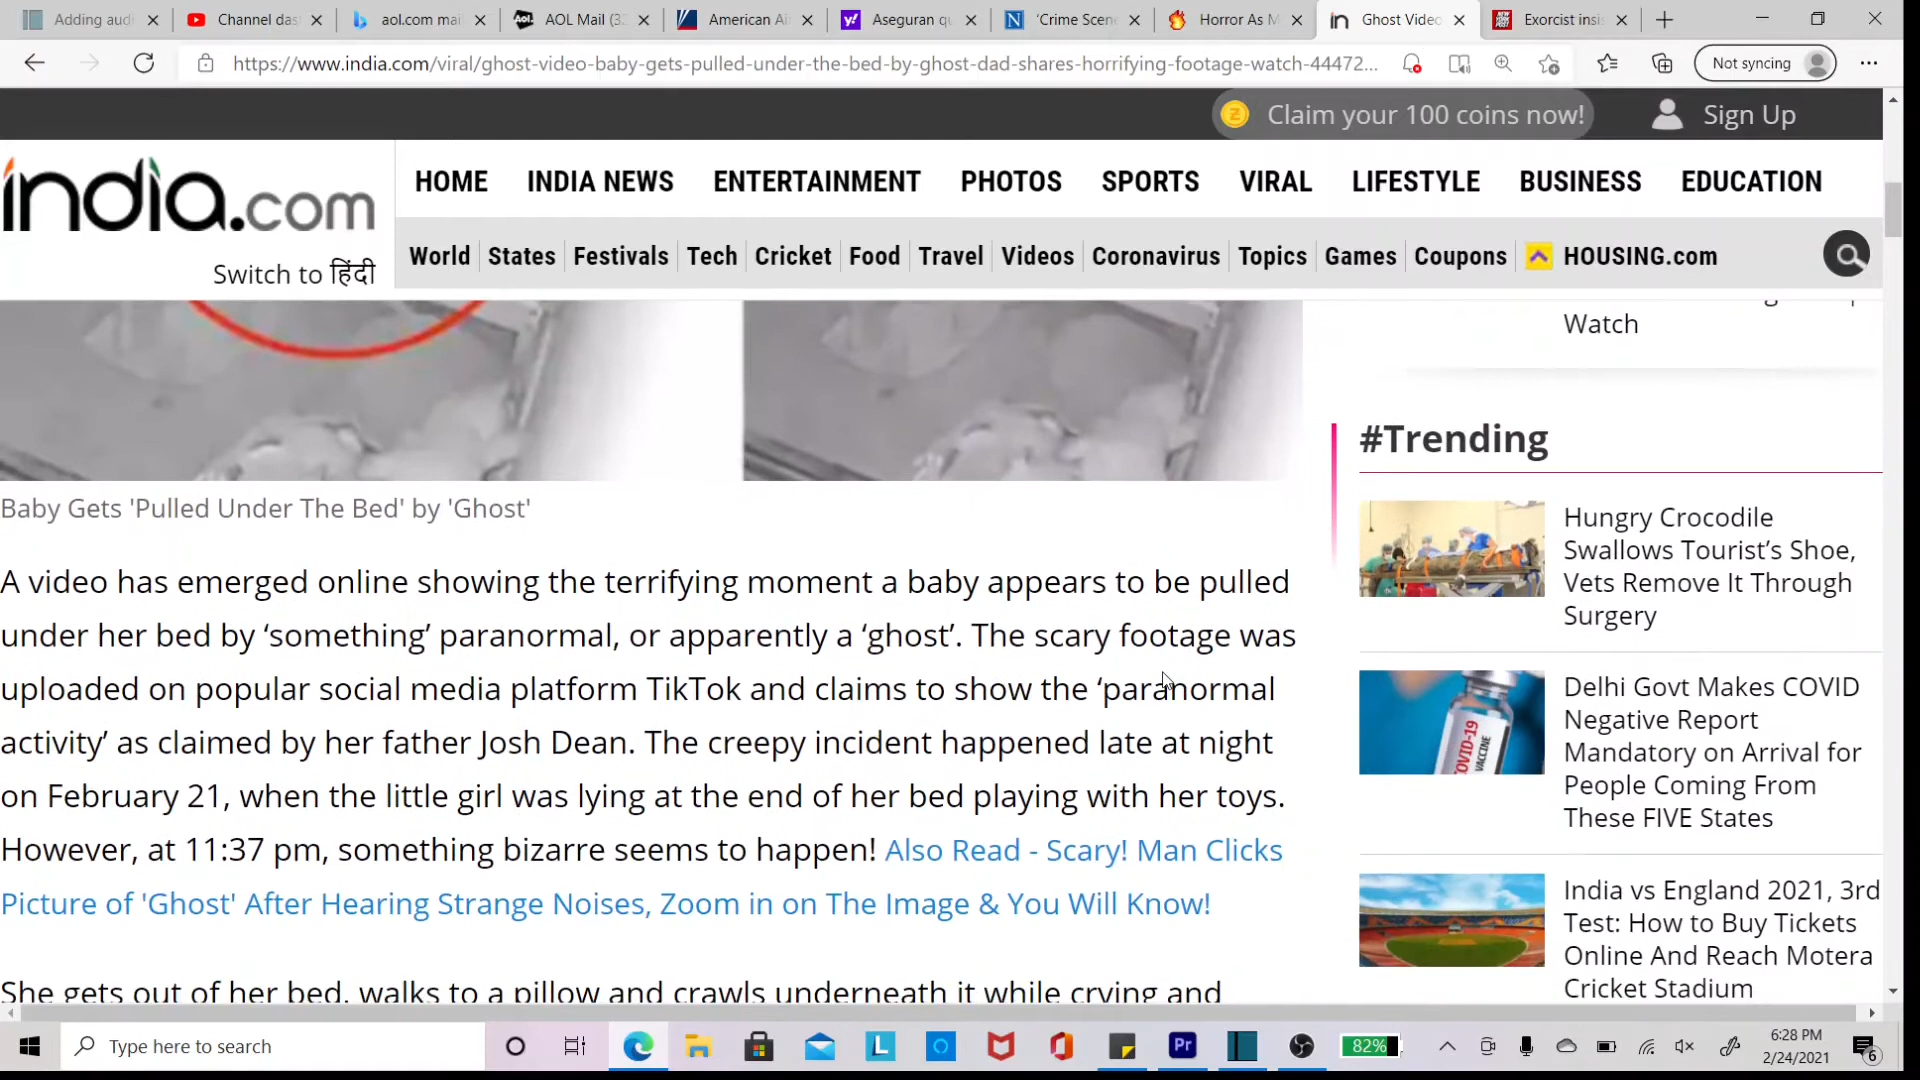 Adding audi
Channel das
aol.com mai
AOL Mail (33
American Ai
Aseguran qu
'Crime Scene
Horror As M
Ghost Video
Exorcist insi
https://www.india.com/viral/ghost-video-baby-gets-pulled-under-the-bed-by-ghost-dad-shares-horrifying-footage-watch-44472...
Not syncing
Claim your 100 coins now!
Sign Up
india.com
HOME INDIA NEWS ENTERTAINMENT PHOTOS SPORTS VIRAL LIFESTYLE BUSINESS EDUCATION
Switch to हिंदी
World States Festivals Tech Cricket Food Travel Videos Coronavirus Topics Games Coupons HOUSING.com
Watch
Baby Gets 'Pulled Under The Bed' by 'Ghost'
A video has emerged online showing the terrifying moment a baby appears to be pulled
under her bed by ‘something’ paranormal, or apparently a ‘ghost’. The scary footage was
uploaded on popular social media platform TikTok and claims to show the ‘paranormal
activity’ as claimed by her father Josh Dean. The creepy incident happened late at night
on February 21, when the little girl was lying at the end of her bed playing with her toys.
However, at 11:37 pm, something bizarre seems to happen! Also Read - Scary! Man Clicks
Picture of 'Ghost' After Hearing Strange Noises, Zoom in on The Image & You Will Know!
She gets out of her bed, walks to a pillow and crawls underneath it while crying and
#Trending
Hungry Crocodile
Swallows Tourist’s Shoe,
Vets Remove It Through
Surgery
COVID-19
VACCINE
Delhi Govt Makes COVID
Negative Report
Mandatory on Arrival for
People Coming From
These FIVE States
India vs England 2021, 3rd
Test: How to Buy Tickets
Online And Reach Motera
Cricket Stadium
Type here to search
Pr
82%
6:28 PM
2/24/2021
6